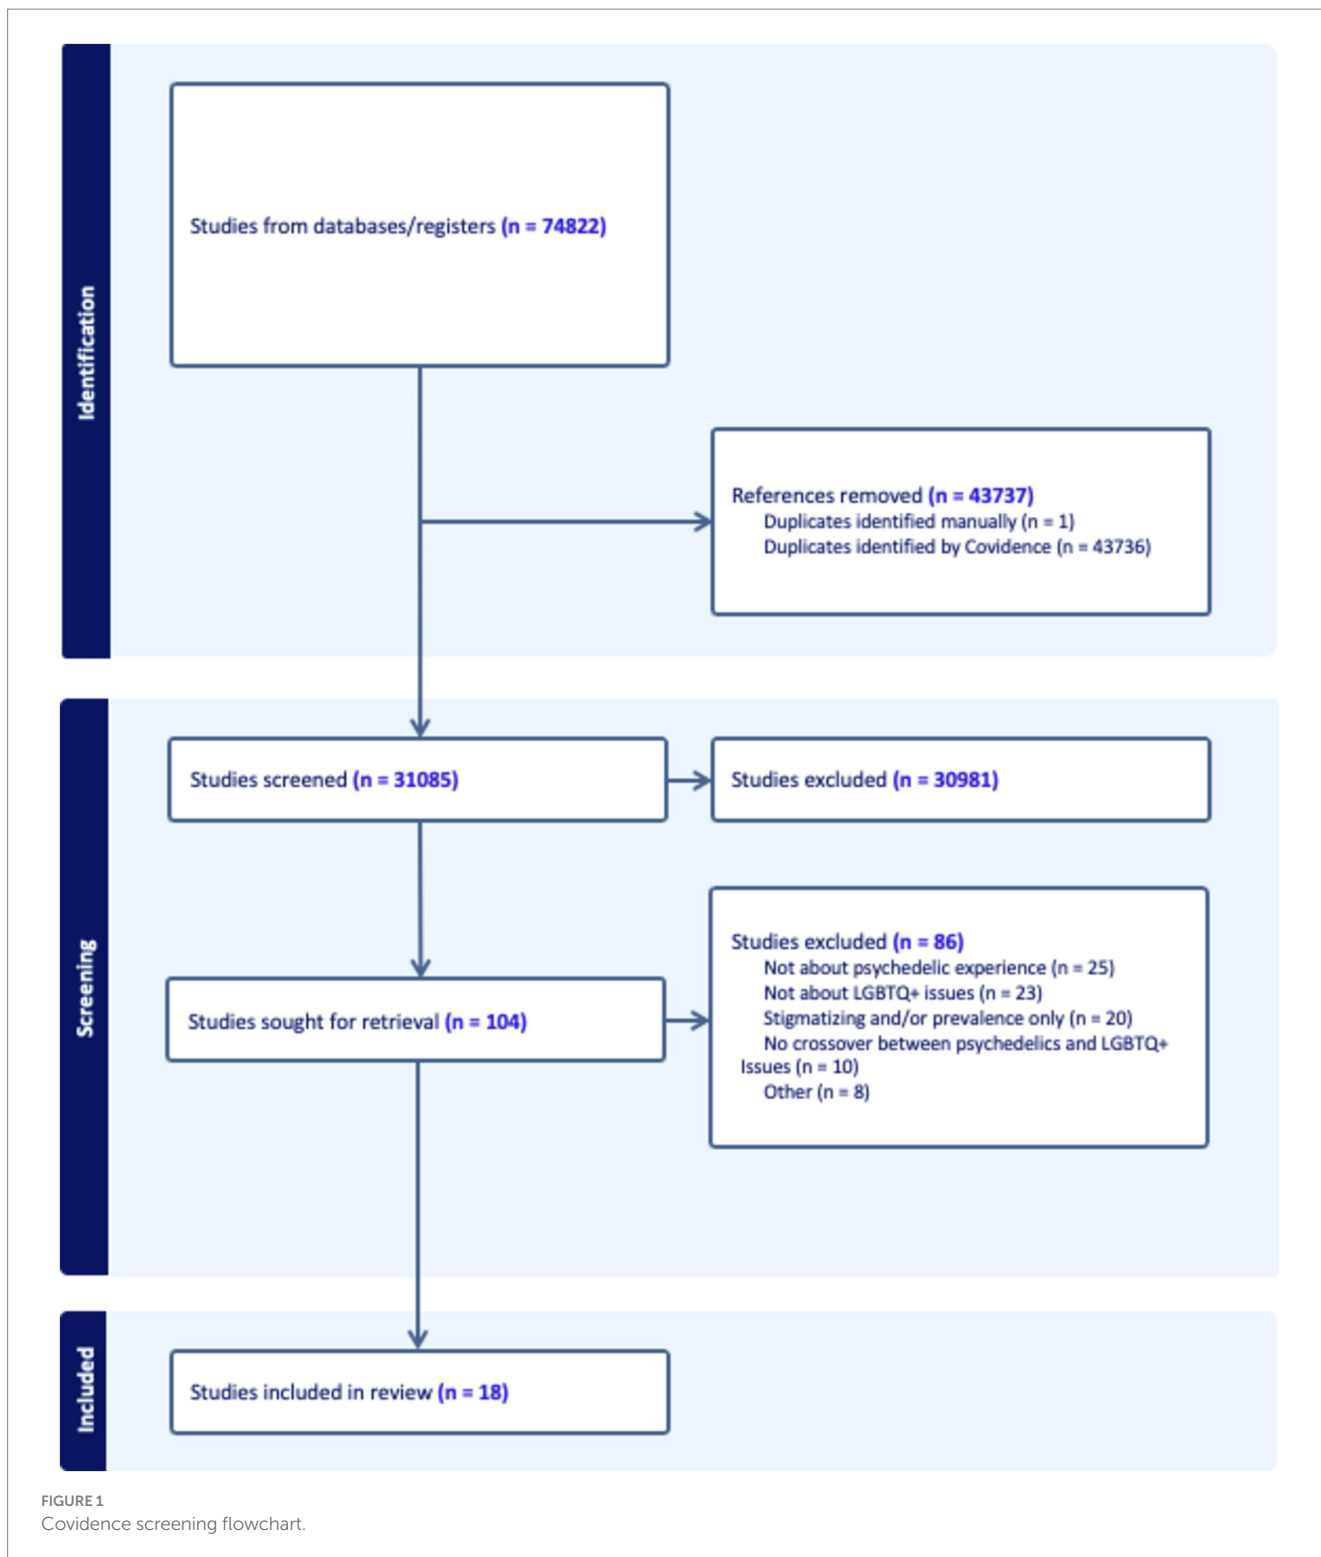 Identification
Studies from databases/registers (n = 74822)
References removed (n = 43737)
Duplicates identified manually (n = 1)
Duplicates identified by Covidence (n = 43736)
Screening
Studies screened (n = 31085)
Studies excluded (n = 30981)
Studies sought for retrieval (n = 104)
Studies excluded (n = 86)
Not about psychedelic experience (n = 25)
Not about LGBTQ+ issues (n = 23)
Stigmatizing and/or prevalence only (n = 20)
No crossover between psychedelics and LGBTQ+
Issues (n = 10)
Other (n = 8)
Included
Studies included in review (n = 18)
FIGURE 1
Covidence screening flowchart.